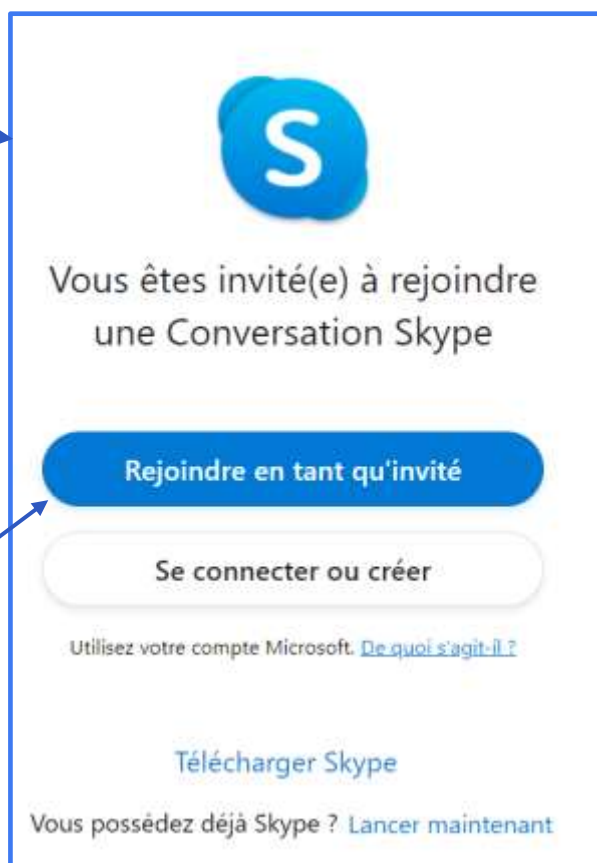 S
Vous êtes invité(e) à rejoindre
une Conversation Skype
Rejoindre en tant qu'invité
Se connecter ou créer
Utilisez votre compte Microsoft. De quoi s'agit-il ?
Télécharger Skype
Vous possédez déjà Skype ? Lancer maintenant